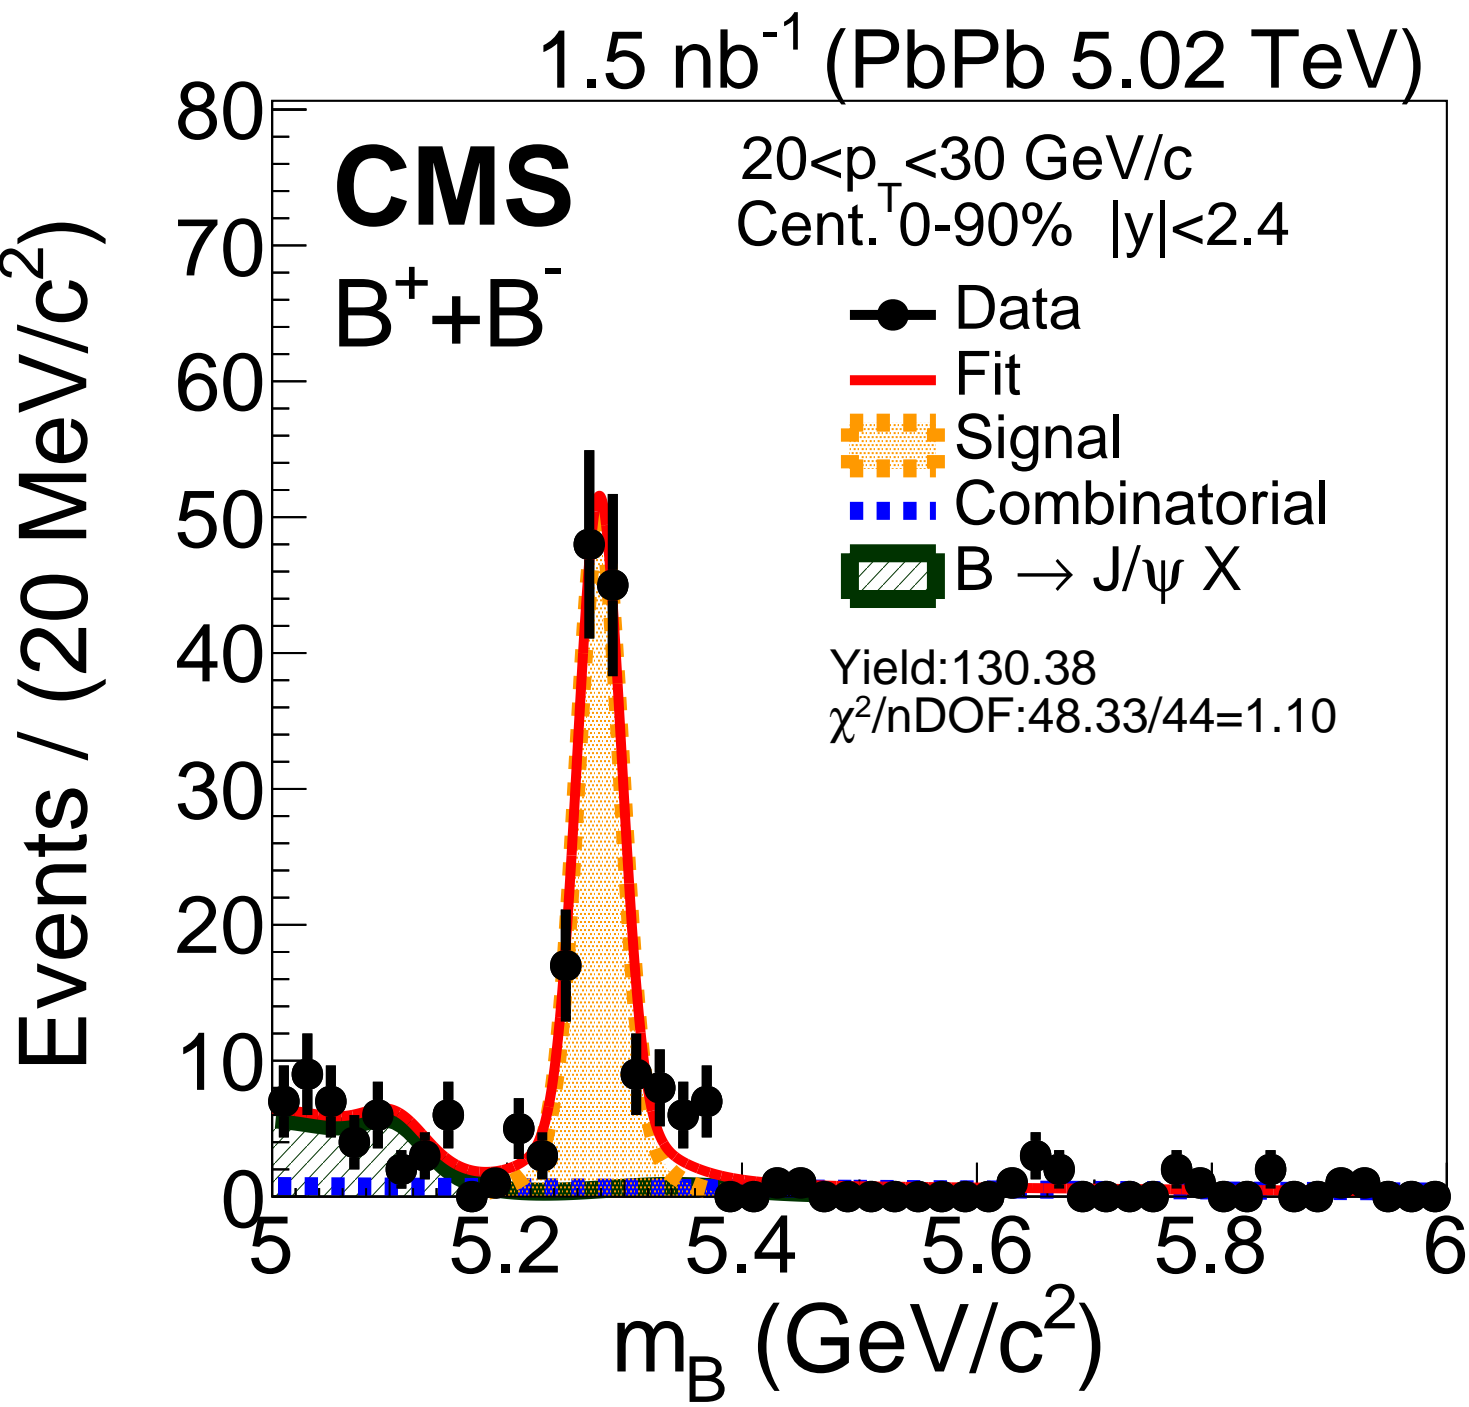 1.5 nb⁻¹ (PbPb 5.02 TeV)
CMS
B⁺+B⁻
20<p_T<30 GeV/c
Cent. 0-90% |y|<2.4
Data
Fit
Signal
Combinatorial
B → J/ψ X
Yield:130.38
χ²/nDOF:48.33/44=1.10
Events / (20 MeV/c²)
80
70
60
50
40
30
20
10
0
5 5.2 5.4 5.6 5.8 6
m_B (GeV/c²)